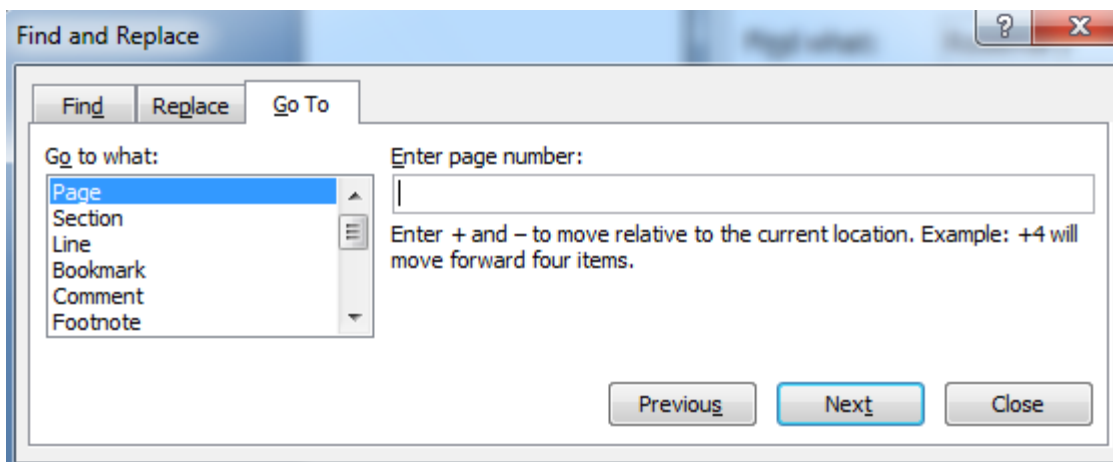 Find and Replace
Find Replace Go To
Go to what:
Enter page number:
Page
Section
Line
Bookmark
Comment
Footnote
Enter + and – to move relative to the current location. Example: +4 will
move forward four items.
Previous Next Close